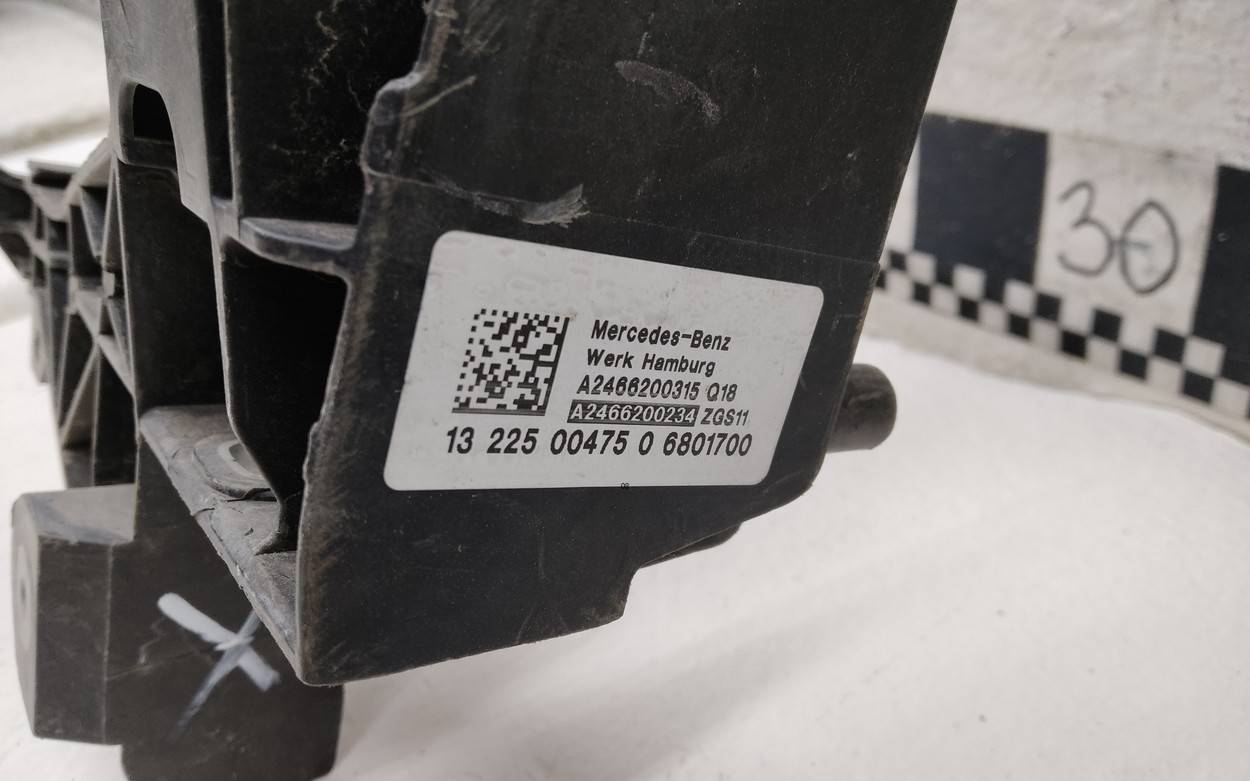 Mercedes-Benz
Werk Hamburg
A2466200315 Q18
A2466200234 ZGS11
13 225 00475 0 6801700
30